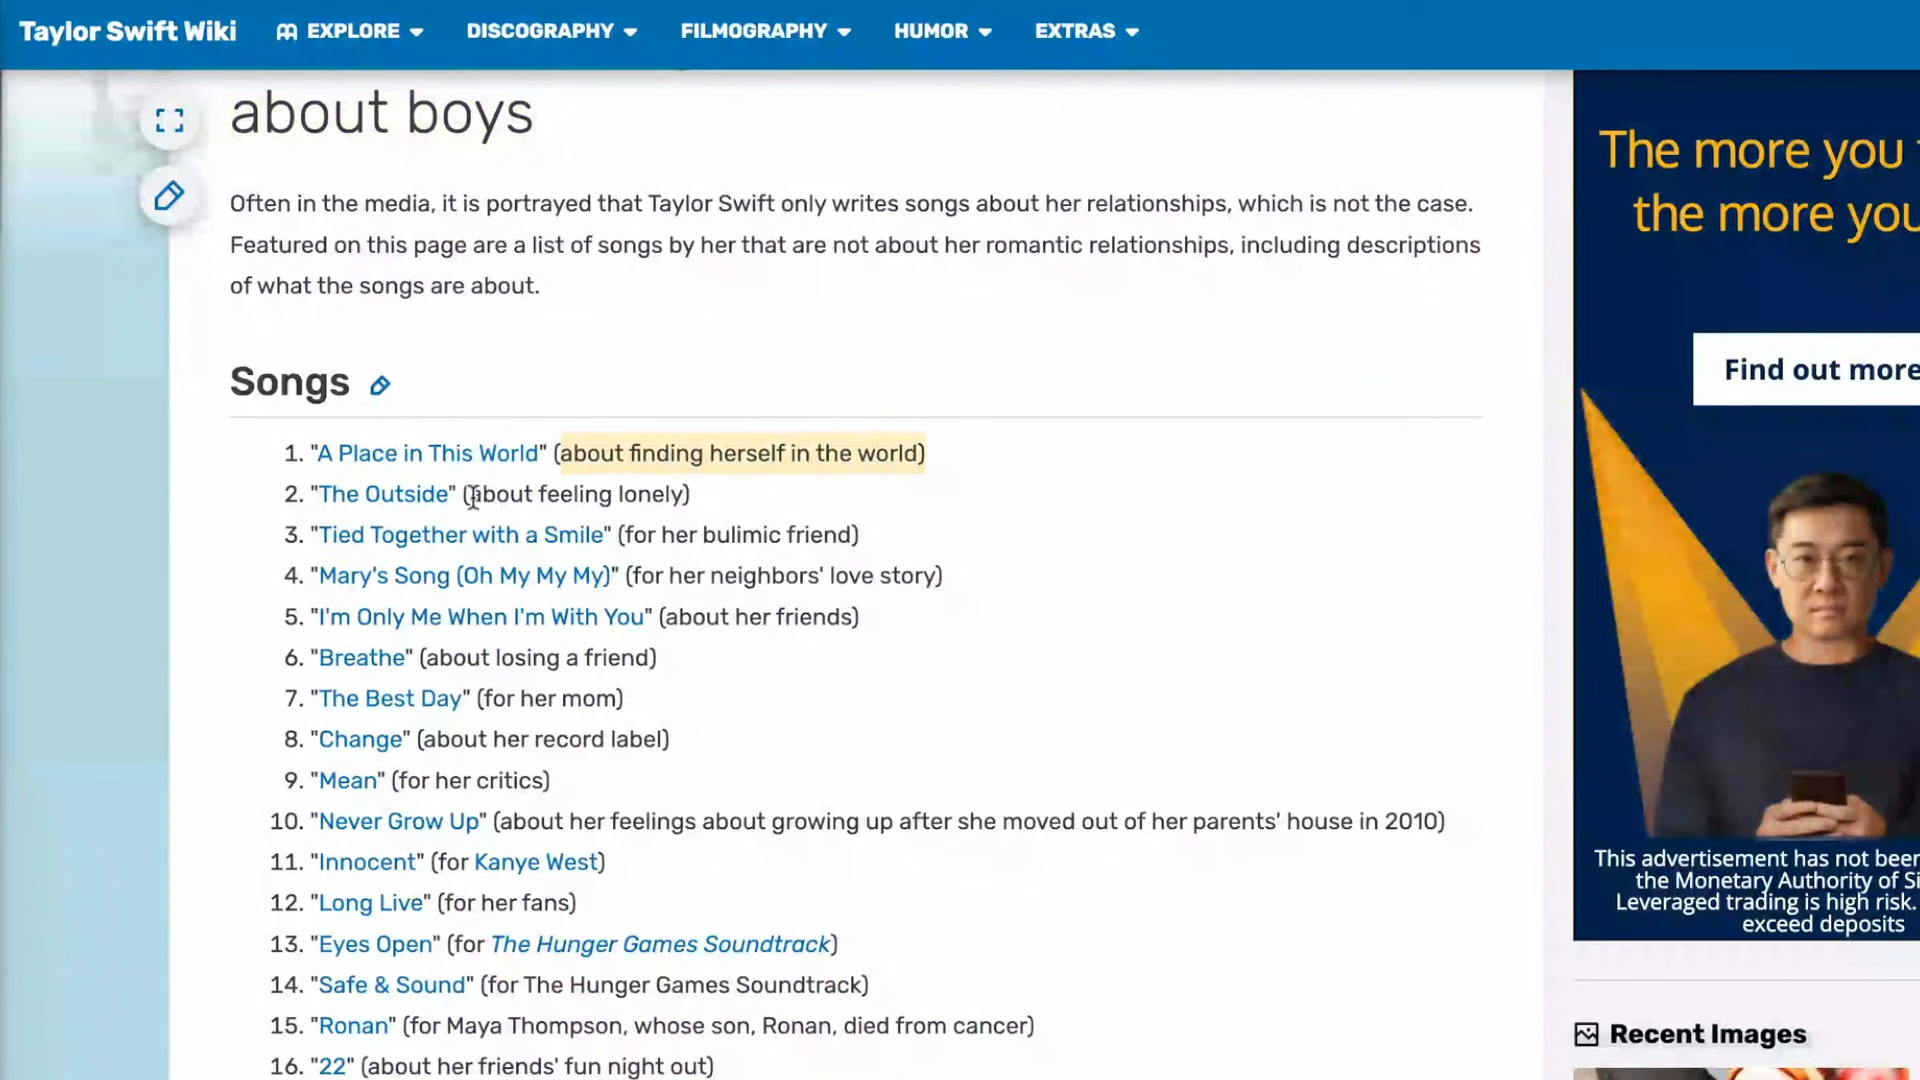 Taylor Swift Wiki EXPLORE DISCOGRAPHY FILMOGRAPHY HUMOR EXTRAS
about boys
Often in the media, it is portrayed that Taylor Swift only writes songs about her relationships, which is not the case.
Featured on this page are a list of songs by her that are not about her romantic relationships, including descriptions
of what the songs are about.
Songs
1. "A Place in This World" (about finding herself in the world)
2. "The Outside" (about feeling lonely)
3. "Tied Together with a Smile" (for her bulimic friend)
4. "Mary's Song (Oh My My My)" (for her neighbors' love story)
5. "I'm Only Me When I'm With You" (about her friends)
6. "Breathe" (about losing a friend)
7. "The Best Day" (for her mom)
8. "Change" (about her record label)
9. "Mean" (for her critics)
10. "Never Grow Up" (about her feelings about growing up after she moved out of her parents' house in 2010)
11. "Innocent" (for Kanye West)
12. "Long Live" (for her fans)
13. "Eyes Open" (for The Hunger Games Soundtrack)
14. "Safe & Sound" (for The Hunger Games Soundtrack)
15. "Ronan" (for Maya Thompson, whose son, Ronan, died from cancer)
16. "22" (about her friends' fun night out)
The more you
the more you
Find out more
This advertisement has not been
the Monetary Authority of
Leveraged trading is high risk.
exceed deposits
Recent Images